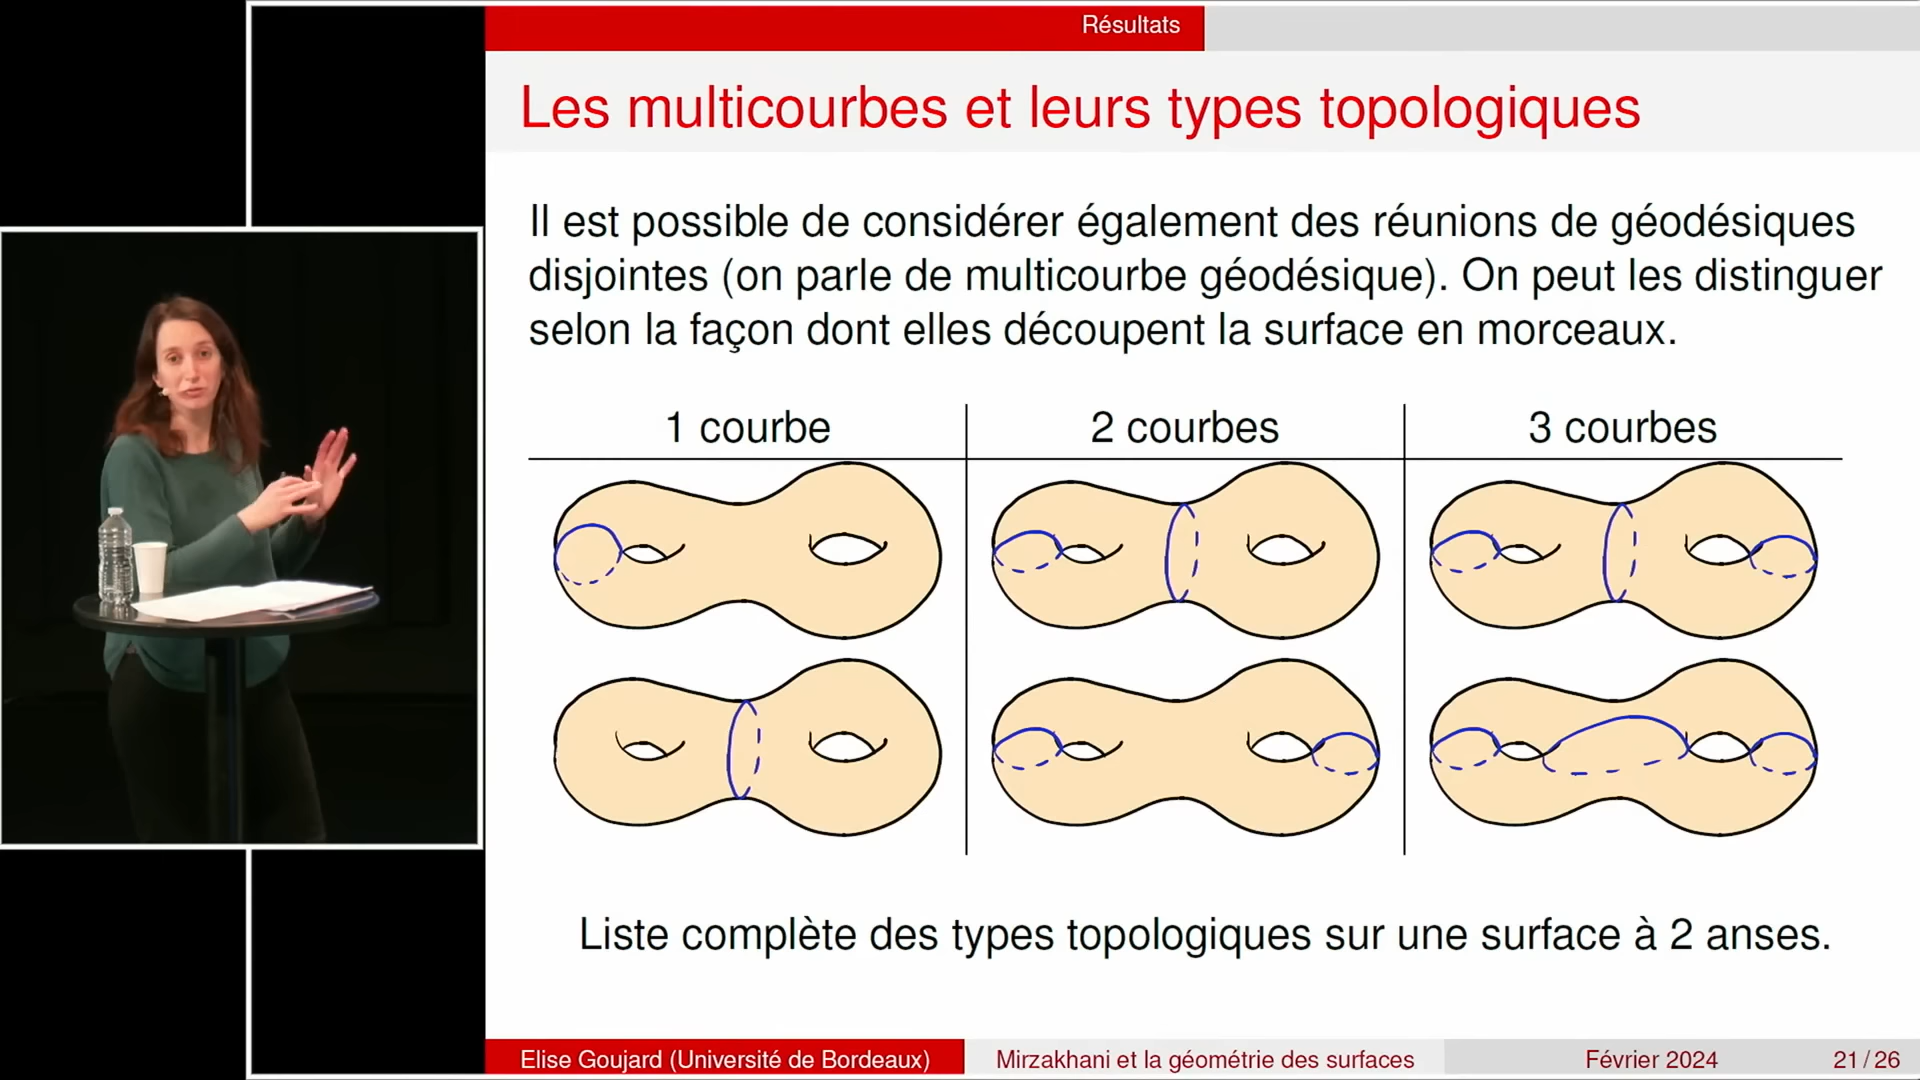 Résultats
Les multicourbes et leurs types topologiques
Il est possible de considérer également des réunions de géodésiques
disjointes (on parle de multicourbe géodésique). On peut les distinguer
selon la façon dont elles découpent la surface en morceaux.
1 courbe
2 courbes
3 courbes
Liste complète des types topologiques sur une surface à 2 anses.
Elise Goujard (Université de Bordeaux)
Mirzakhani et la géométrie des surfaces
Février 2024
21 / 26